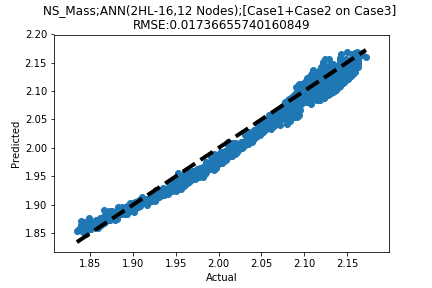 NS_Mass;ANN(2HL-16,12 Nodes);[Case1+Case2 on Case3]
RMSE:0.01736655740160849
2.20
2.15
2.10
2.05
2.00
1.95
1.90
1.85
Predicted
1.85 1.90 1.95 2.00 2.05 2.10 2.15
Actual